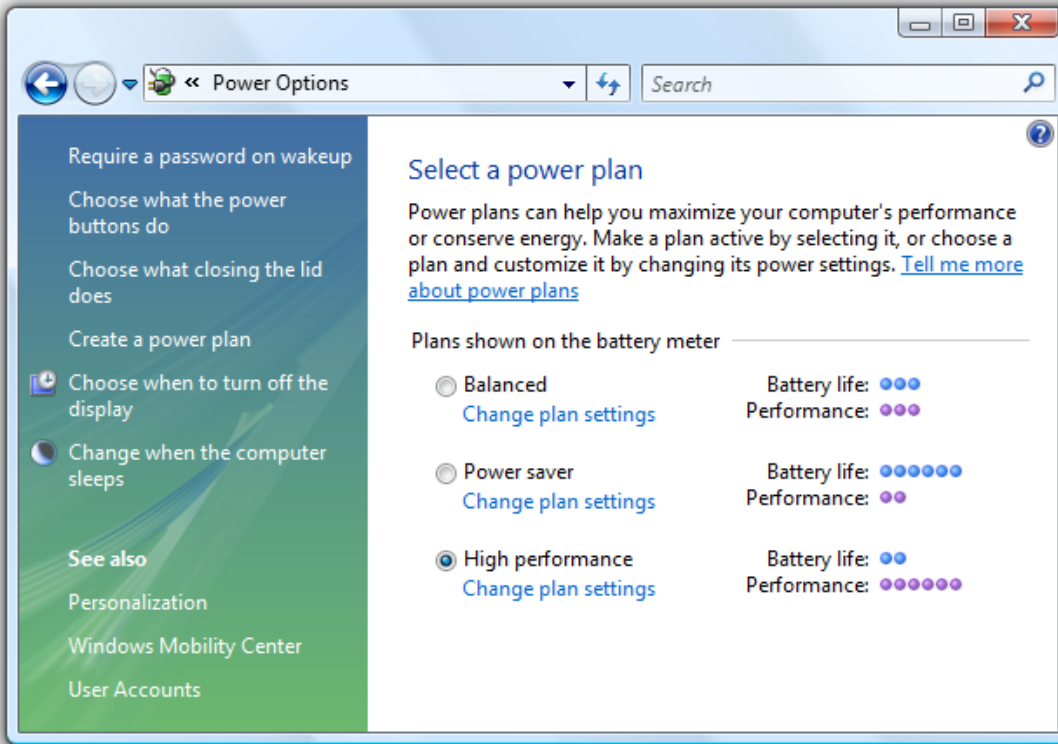 « Power Options
Search
Require a password on wakeup
Choose what the power
buttons do
Choose what closing the lid
does
Create a power plan
Choose when to turn off the
display
Change when the computer
sleeps
See also
Personalization
Windows Mobility Center
User Accounts
Select a power plan
Power plans can help you maximize your computer's performance
or conserve energy. Make a plan active by selecting it, or choose a
plan and customize it by changing its power settings. Tell me more
about power plans
Plans shown on the battery meter
Balanced Battery life:
Change plan settings Performance:
Power saver Battery life:
Change plan settings Performance:
High performance Battery life:
Change plan settings Performance: